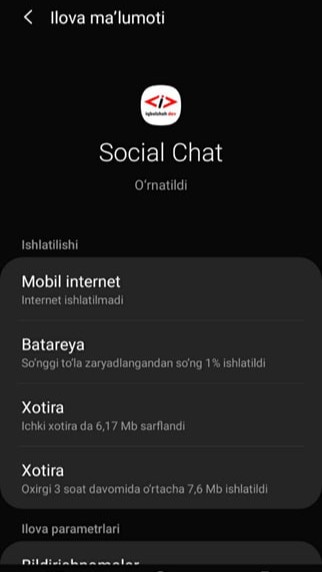 Ilova ma’lumoti
<i>
iqbolshoh dev
Social Chat
O‘rnatildi
Ishlatilishi
Mobil internet
Internet ishlatilmadi
Batareya
So‘nggi to‘la zaryadlangandan so‘ng 1% ishlatildi
Xotira
Ichki xotira da 6,17 Mb sarflandi
Xotira
Oxirgi 3 soat davomida o‘rtacha 7,6 Mb ishlatildi
Ilova parametrlari
Bildirishnomalar